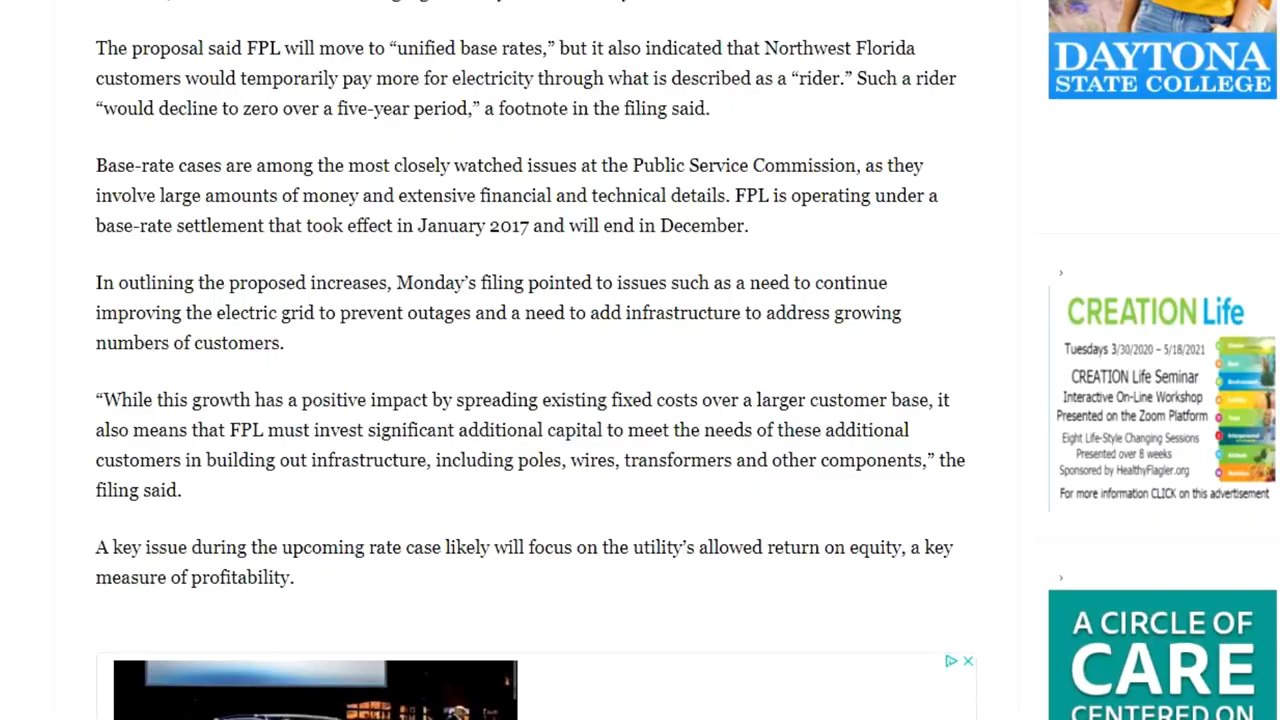 The proposal said FPL will move to “unified base rates,” but it also indicated that Northwest Florida
customers would temporarily pay more for electricity through what is described as a “rider.” Such a rider
“would decline to zero over a five-year period,” a footnote in the filing said.
Base-rate cases are among the most closely watched issues at the Public Service Commission, as they
involve large amounts of money and extensive financial and technical details. FPL is operating under a
base-rate settlement that took effect in January 2017 and will end in December.
In outlining the proposed increases, Monday’s filing pointed to issues such as a need to continue
improving the electric grid to prevent outages and a need to add infrastructure to address growing
numbers of customers.
“While this growth has a positive impact by spreading existing fixed costs over a larger customer base, it
also means that FPL must invest significant additional capital to meet the needs of these additional
customers in building out infrastructure, including poles, wires, transformers and other components,” the
filing said.
A key issue during the upcoming rate case likely will focus on the utility’s allowed return on equity, a key
measure of profitability.
DAYTONA
STATE COLLEGE
CREATION Life
Tuesdays 3/30/2020 – 5/18/2021
CREATION Life Seminar
Interactive On-Line Workshop
Presented on the Zoom Platform
Eight Life-Style Changing Sessions
Presented over 8 weeks
Sponsored by HealthyFlagler.org
For more information CLICK on this advertisement
A CIRCLE OF
CARE
CENTERED ON